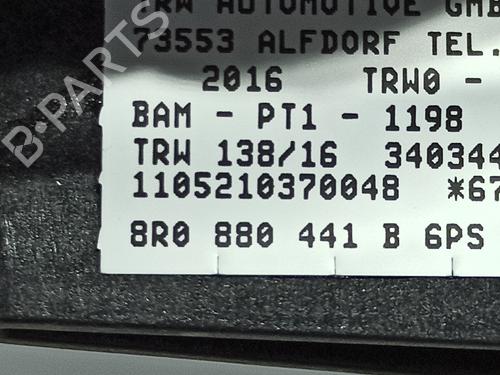 TRW AUTOMOTIVE GMB
73553 ALFDORF TEL.
2016 TRW0 -
BAM - PT1 - 1198
TRW 138/16 340344
1105210370048 *67
8R0 880 441 B 6PS
B-PARTS